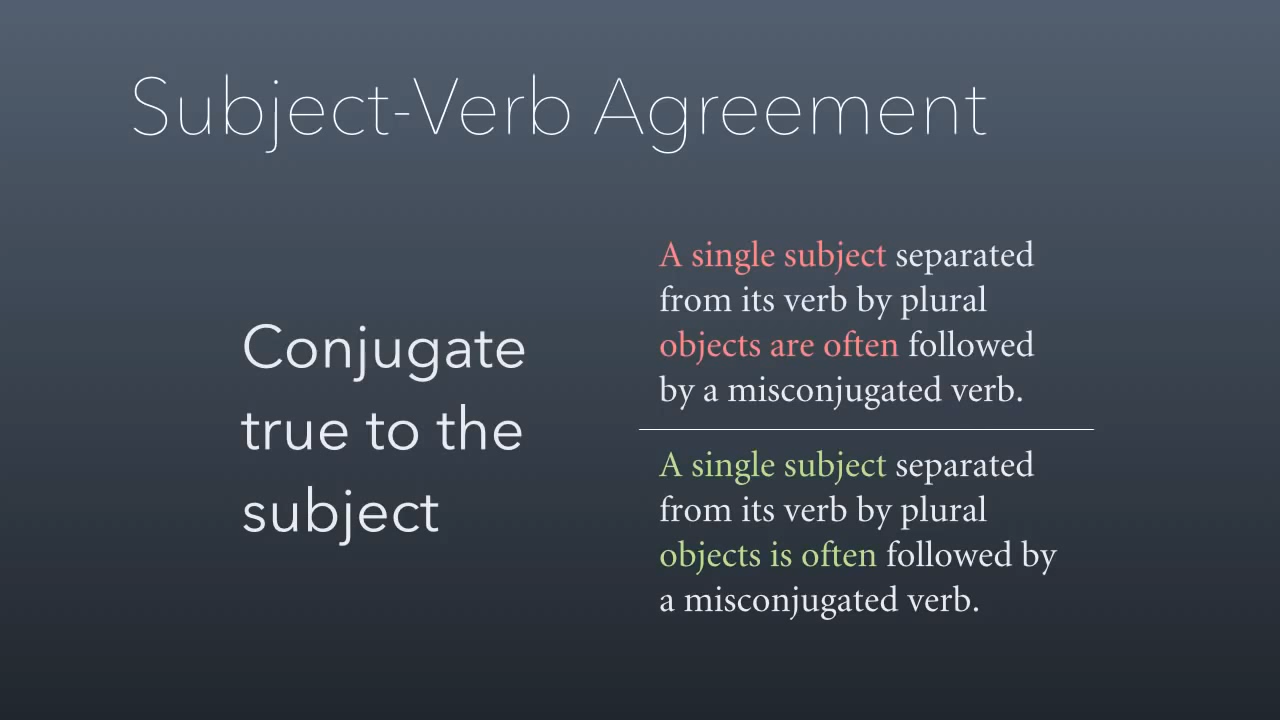 Subject-Verb Agreement
Conjugate
true to the
subject
A single subject separated
from its verb by plural
objects are often followed
by a misconjugated verb.
A single subject separated
from its verb by plural
objects is often followed by
a misconjugated verb.